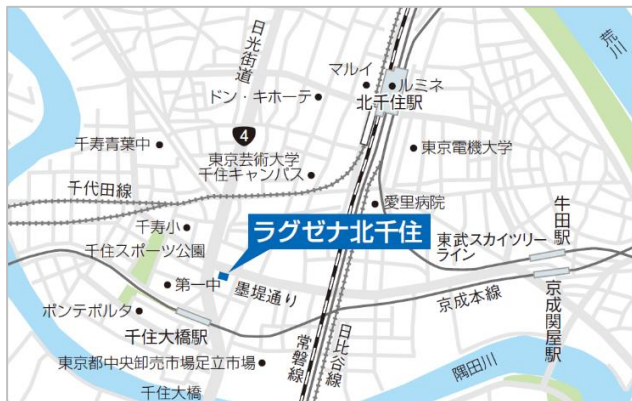 日光街道
荒川
マルイ
ルミネ
ドン・キホーテ
北千住駅
4
千寿青葉中
東京芸術大学
千住キャンパス
東京電機大学
千代田線
愛里病院
牛田駅
千寿小
ラグゼナ北千住
東武スカイツリー
ライン
千住スポーツ公園
第一中
墨堤通り
京成本線
京成関屋駅
ポンテポルタ
千住大橋駅
常磐線
日比谷線
東京都中央卸売市場足立市場
隅田川
千住大橋